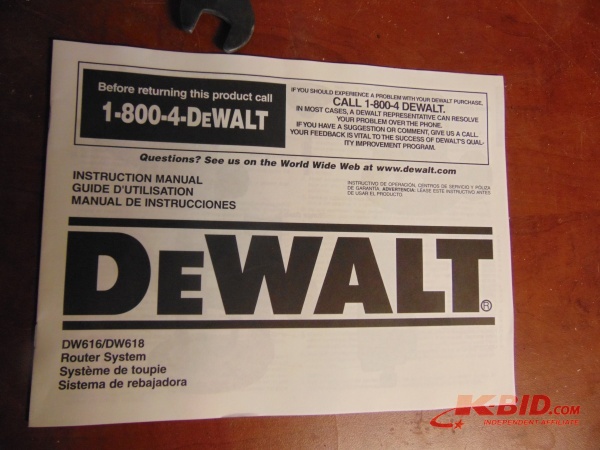 Before returning this product call
1-800-4-DEWALT
IF YOU SHOULD EXPERIENCE A PROBLEM WITH YOUR DEWALT PURCHASE,
CALL 1-800-4 DEWALT.
IN MOST CASES, A DEWALT REPRESENTATIVE CAN RESOLVE
YOUR PROBLEM OVER THE PHONE.
IF YOU HAVE A SUGGESTION OR COMMENT, GIVE US A CALL.
YOUR FEEDBACK IS VITAL TO THE SUCCESS OF DEWALT'S QUAL-
ITY IMPROVEMENT PROGRAM.
Questions? See us on the World Wide Web at www.dewalt.com
INSTRUCTION MANUAL
GUIDE D'UTILISATION
MANUAL DE INSTRUCCIONES
INSTRUCTIVO DE OPERACIÓN, CENTROS DE SERVICIO Y PÓLIZA
DE GARANTÍA. ADVERTENCIA: LÉASE ESTE INSTRUCTIVO ANTES
DE USAR EL PRODUCTO.
DEWALT®
DW616/DW618
Router System
Système de toupie
Sistema de rebajadora
K-BID.COM
INDEPENDENT AFFILIATES